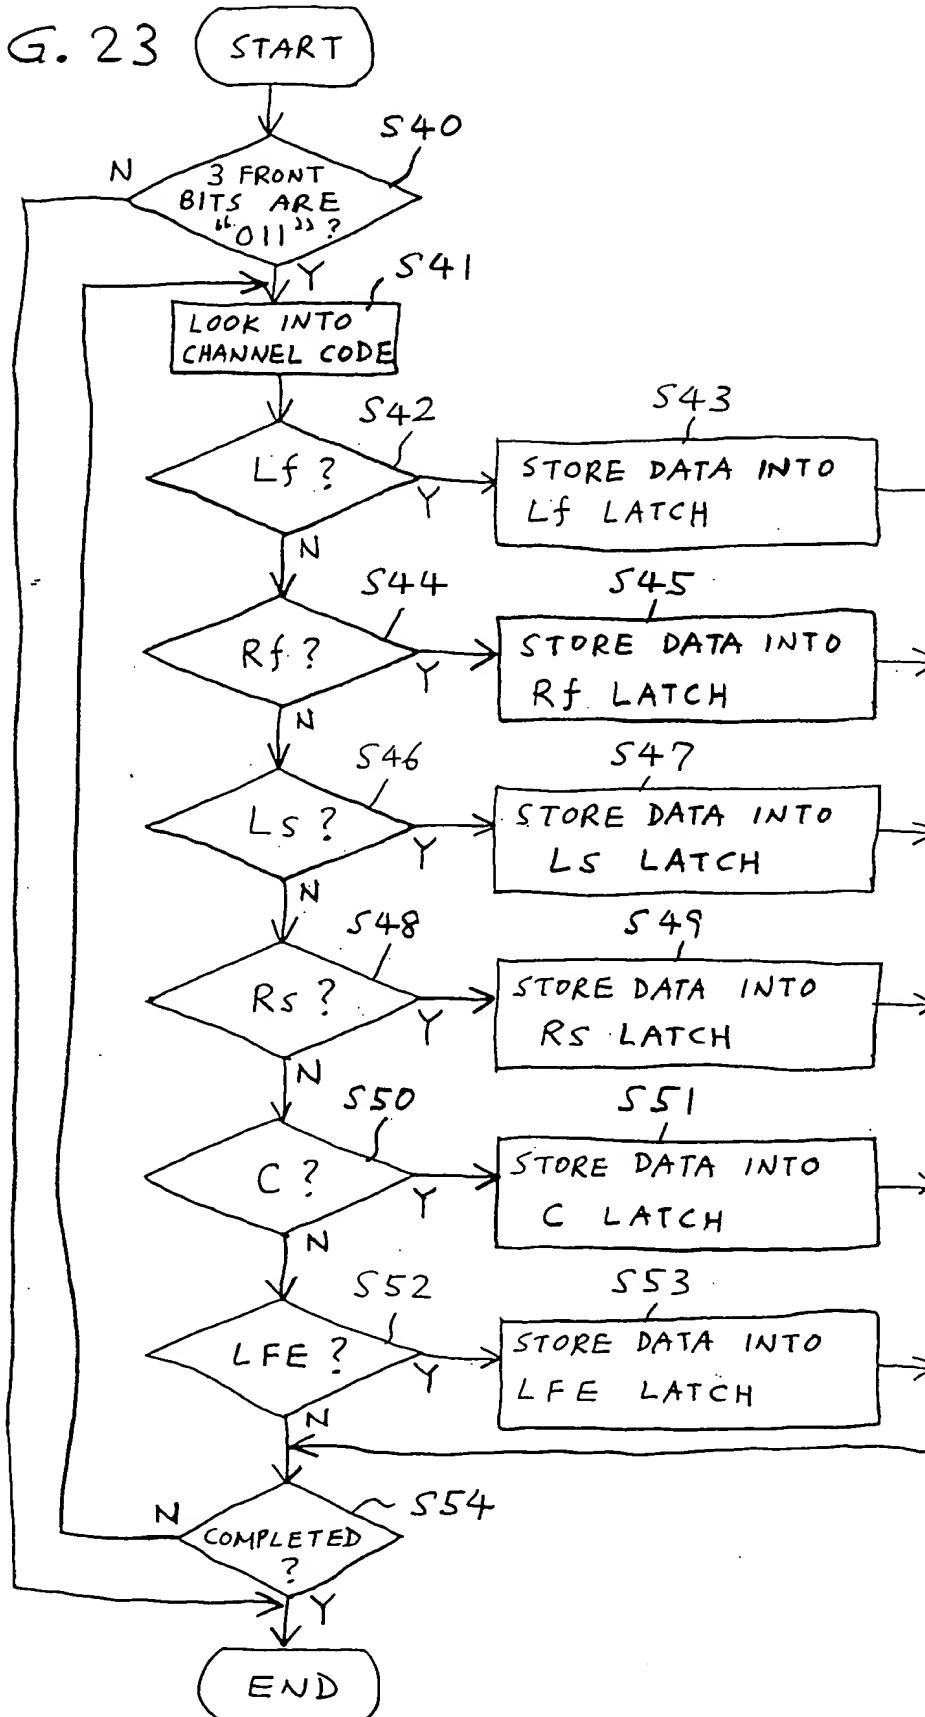 G. 23
START
S40
N
3 FRONT
BITS ARE
"011"?
Y
S41
LOOK INTO
CHANNEL CODE
S42
Lf ?
Y
N
S43
STORE DATA INTO
Lf LATCH
S44
Rf ?
Y
N
S45
STORE DATA INTO
Rf LATCH
S46
Ls ?
Y
N
S47
STORE DATA INTO
Ls LATCH
S48
Rs ?
Y
N
S49
STORE DATA INTO
Rs LATCH
S50
C ?
Y
N
S51
STORE DATA INTO
C LATCH
S52
LFE ?
Y
N
S53
STORE DATA INTO
LFE LATCH
S54
N
COMPLETED
?
Y
END